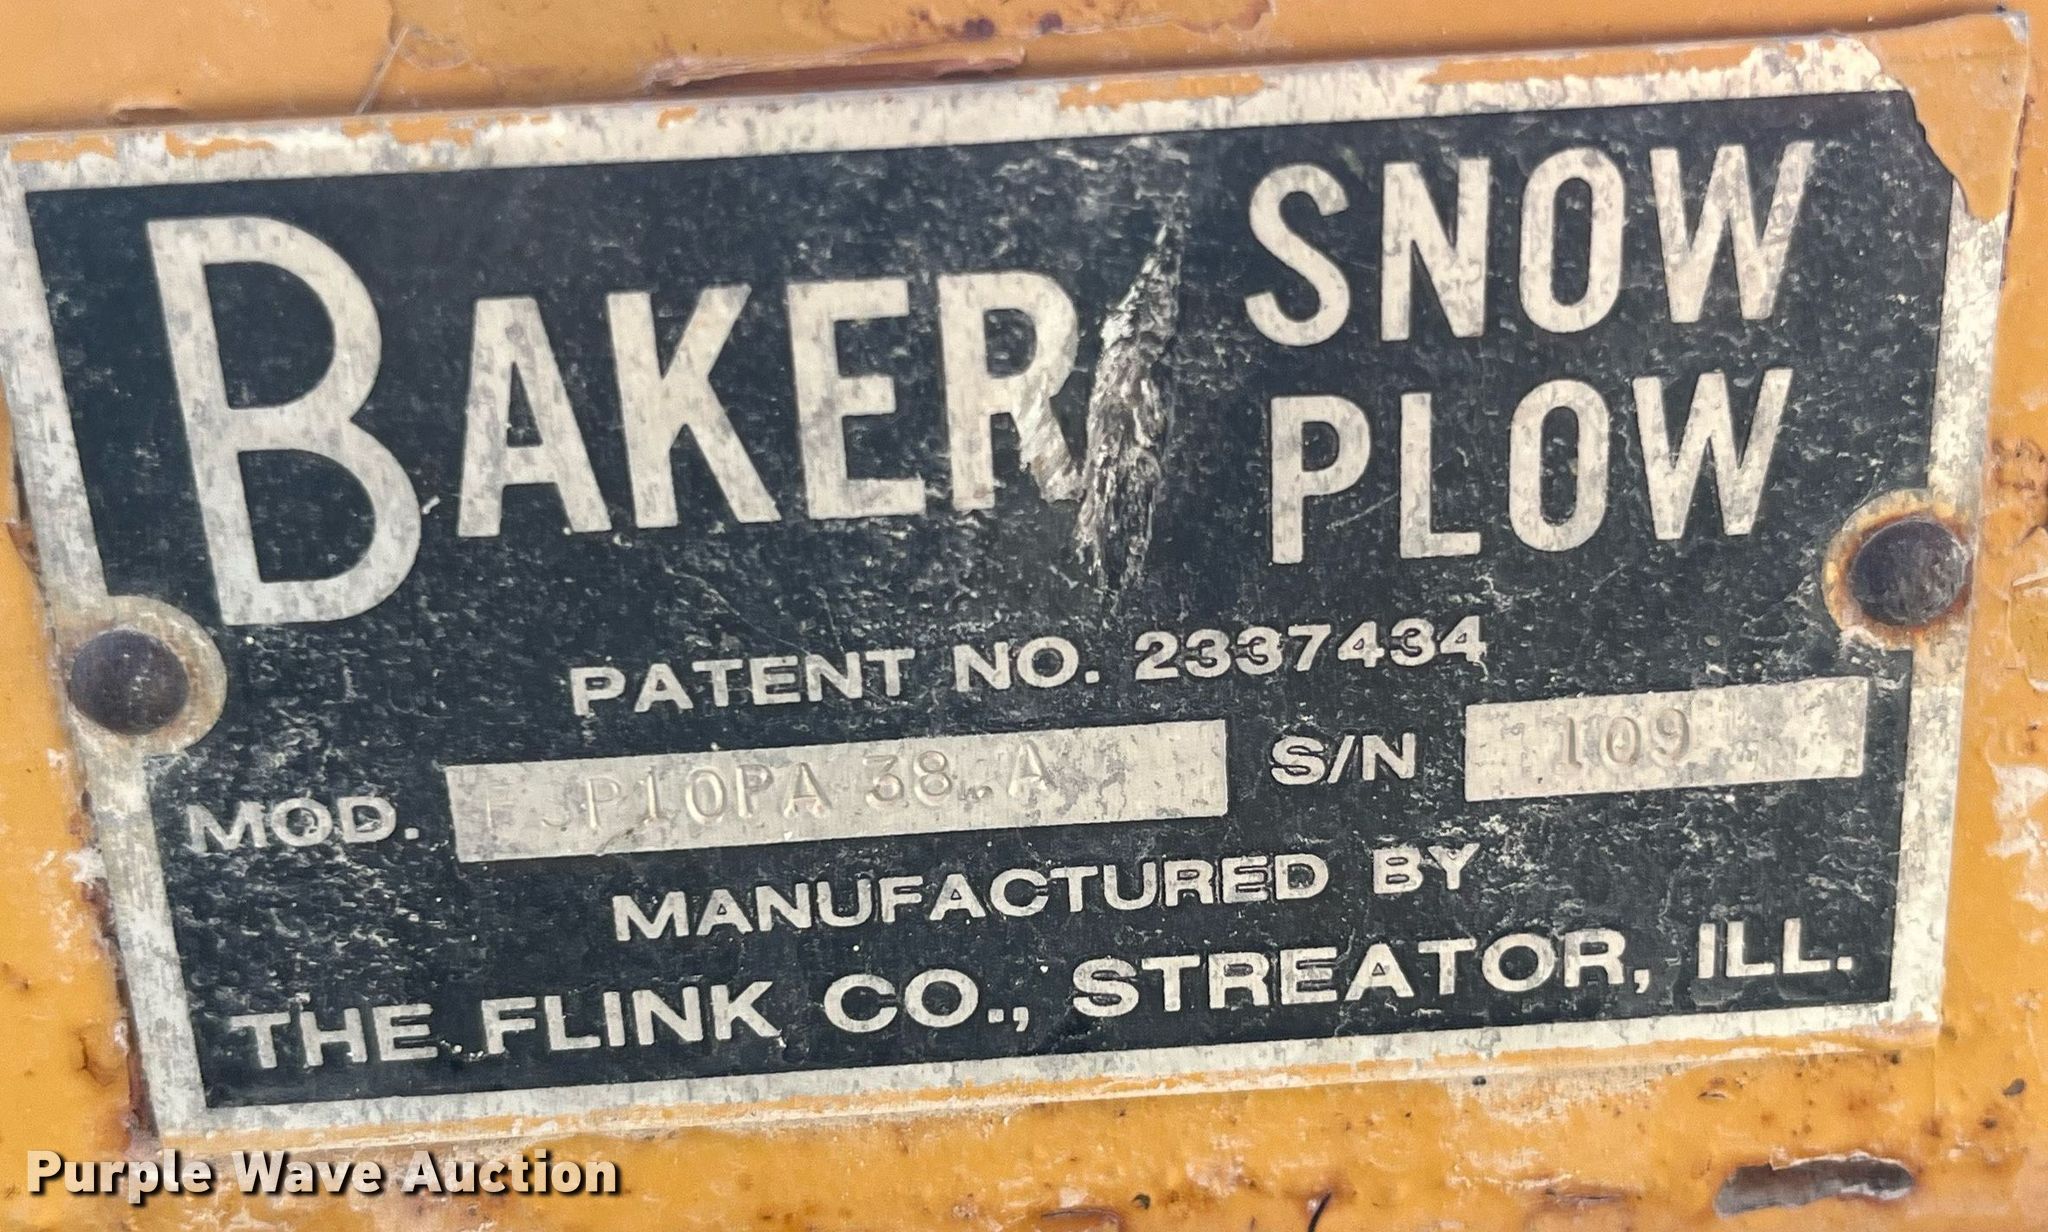 BAKER SNOW PLOW
PATENT NO. 2337434
MOD. FSP10PA 38.A S/N 109
MANUFACTURED BY
THE FLINK CO., STREATOR, ILL.
Purple Wave Auction